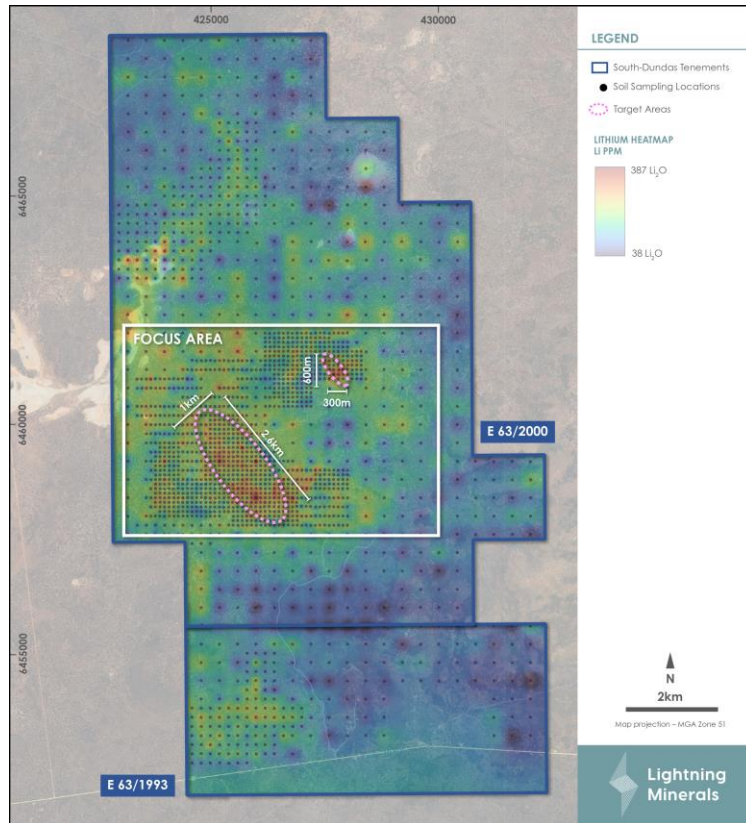 425000
430000
6465000
6460000
6455000
FOCUS AREA
600m
300m
1km
2.6km
E 63/2000
E 63/1993
LEGEND
South-Dundas Tenements
Soil Sampling Locations
Target Areas
LITHIUM HEATMAP
Li PPM
387 Li₂O
38 Li₂O
N
2km
Map projection – MGA Zone 51
Lightning
Minerals